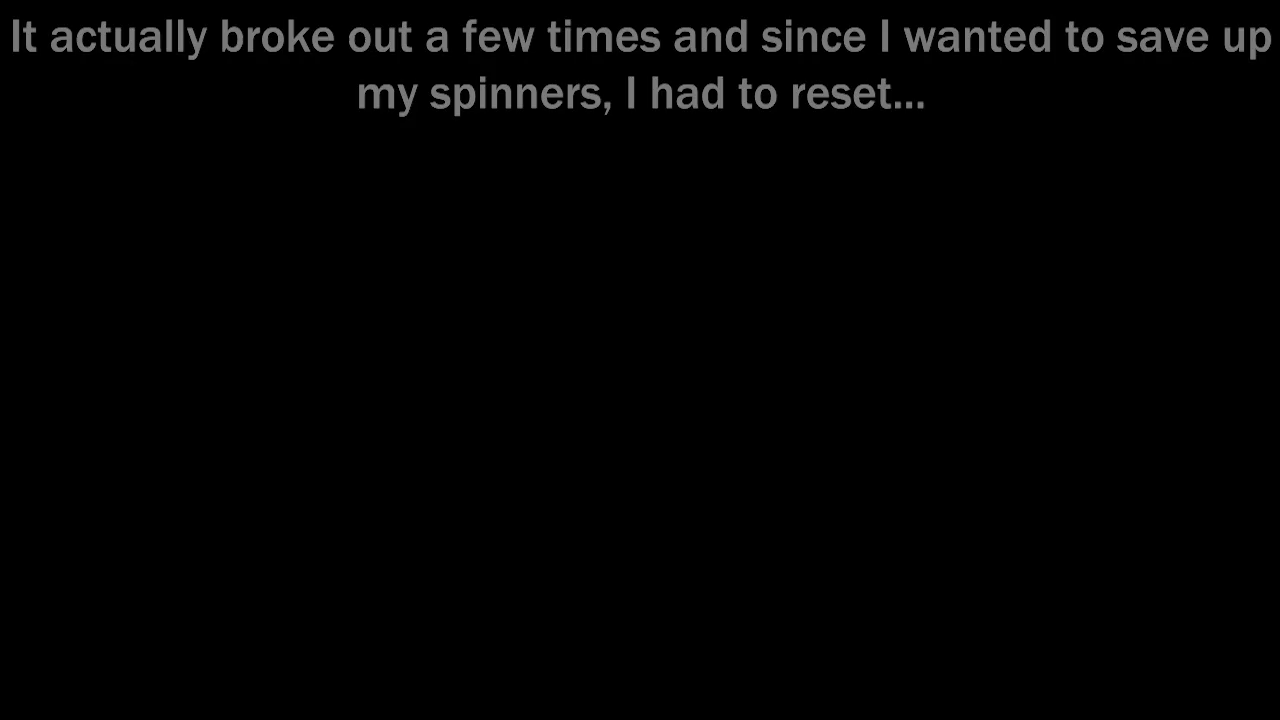 It actually broke out a few times and since I wanted to save up
my spinners, I had to reset...